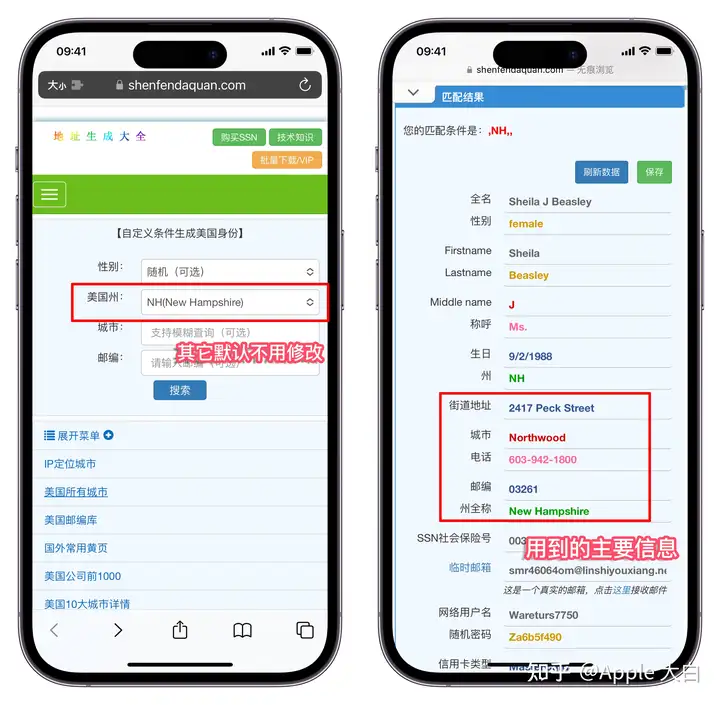 09:41
大小
shenfendaquan.com
地址生成大全
购买SSN
技术知识
批量下载/VIP
【自定义条件生成美国身份】
性别：
随机（可选）
美国州：
NH(New Hampshire)
城市：
支持模糊查询（可选）
其它默认不用修改
邮编：
搜索
展开菜单
IP定位城市
美国所有城市
美国邮编库
国外常用黄页
美国公司前1000
美国10大城市详情
09:41
shenfendaquan.com — 无痕浏览
匹配结果
您的匹配条件是：,NH,,
刷新数据
保存
全名 Sheila J Beasley
性别 female
Firstname Sheila
Lastname Beasley
Middle name J
称呼 Ms.
生日 9/2/1988
州 NH
街道地址 2417 Peck Street
城市 Northwood
电话 603-942-1800
邮编 03261
州全称 New Hampshire
SSN社会保险号 003
用到的主要信息
临时邮箱 smr46064om@linshiyouxiang.ne
这是一个真实的邮箱，点击这里接收邮件
网络用户名 Wareturs7750
随机密码 Za6b5f490
信用卡类型
知乎 @Apple 大白